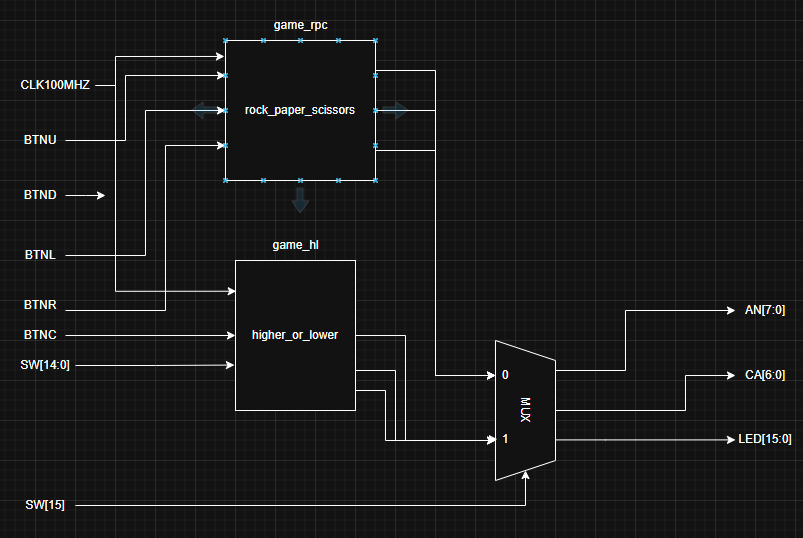 game_rpc
CLK100MHZ
rock_paper_scissors
BTNU
BTND
BTNL
game_hl
BTNR
BTNC
higher_or_lower
SW[14:0]
AN[7:0]
0
CA[6:0]
MUX
1
LED[15:0]
SW[15]